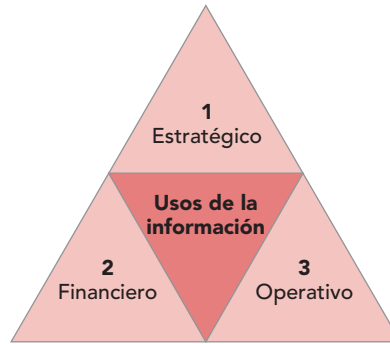 1
Estratégico
Usos de la
información
2
Financiero
3
Operativo